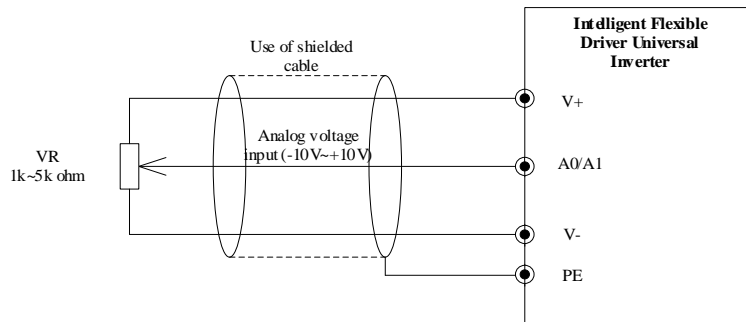 Intelligent Flexible
Driver Universal
Inverter
Use of shielded
cable
V+
Analog voltage
input (-10V~+10V)
A0/A1
VR
1k~5k ohm
V-
PE